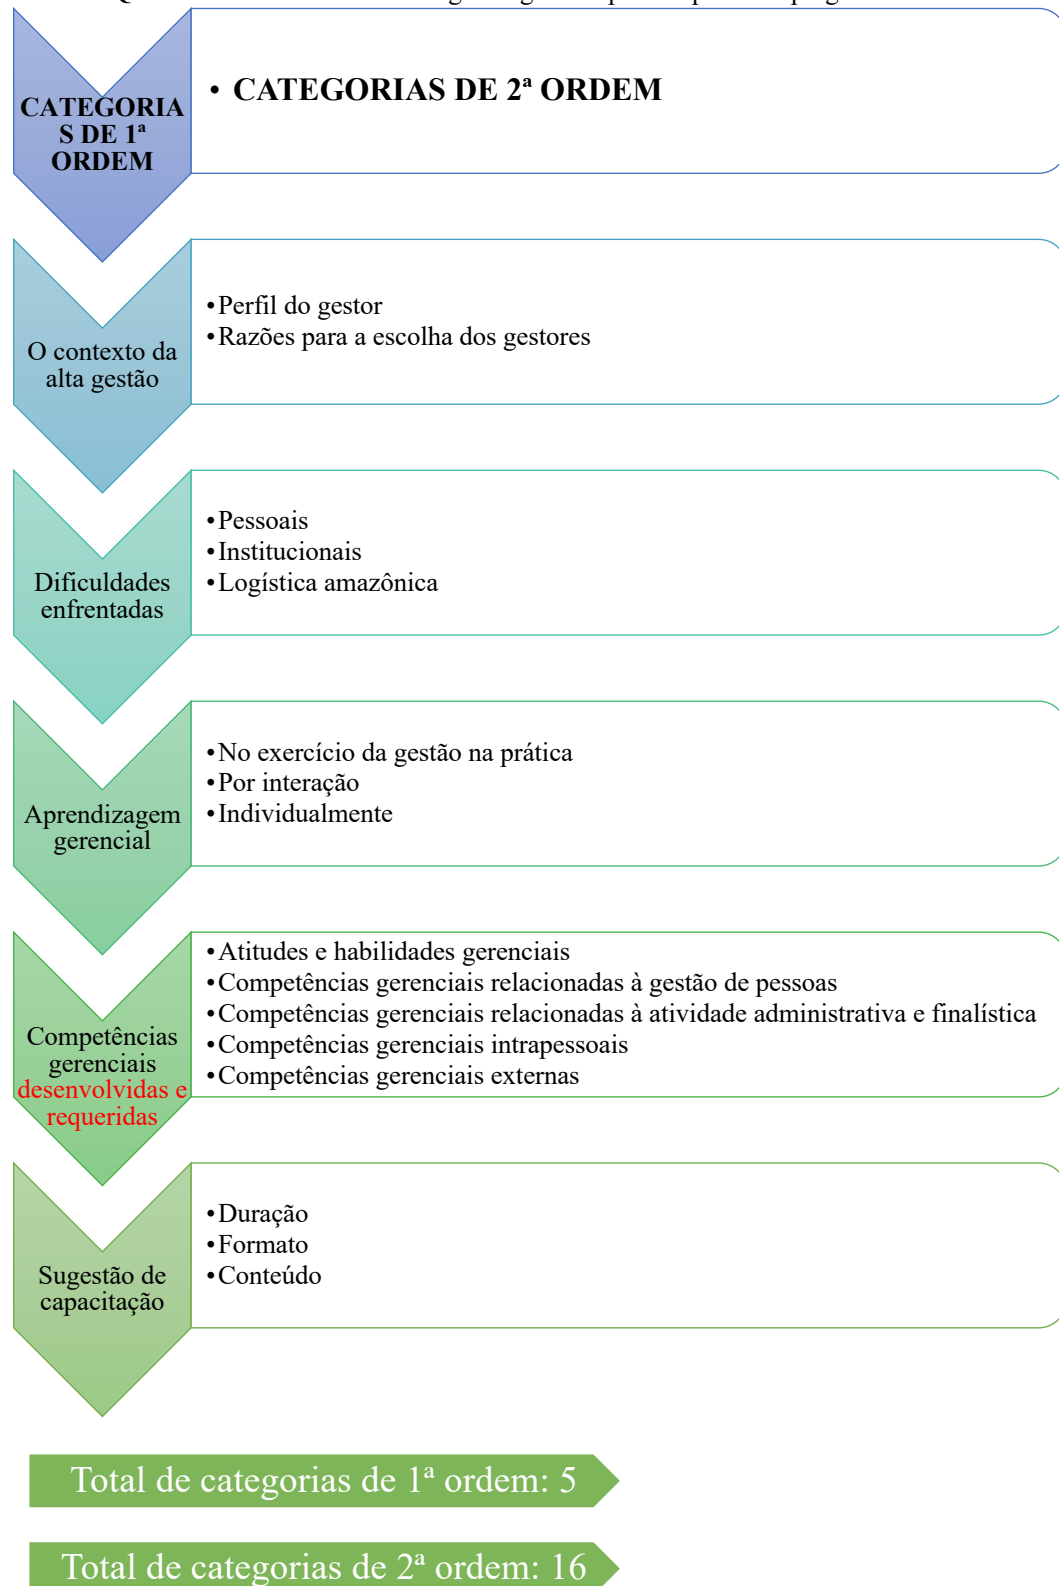 CATEGORIA
S DE 1ª
ORDEM
• CATEGORIAS DE 2ª ORDEM
O contexto da
alta gestão
•Perfil do gestor
•Razões para a escolha dos gestores
Dificuldades
enfrentadas
•Pessoais
•Institucionais
•Logística amazônica
Aprendizagem
gerencial
•No exercício da gestão na prática
•Por interação
•Individualmente
Competências
gerenciais
desenvolvidas e
requeridas
•Atitudes e habilidades gerenciais
•Competências gerenciais relacionadas à gestão de pessoas
•Competências gerenciais relacionadas à atividade administrativa e finalística
•Competências gerenciais intrapessoais
•Competências gerenciais externas
Sugestão de
capacitação
•Duração
•Formato
•Conteúdo
Total de categorias de 1ª ordem: 5
Total de categorias de 2ª ordem: 16